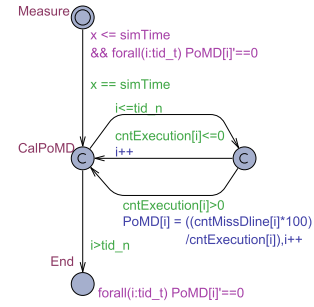 Measure
x <= simTime
&& forall(i:tid_t) PoMD[i]'==0
x == simTime
i<=tid_n
cntExecution[i]<=0
i++
CalPoMD
C
C
cntExecution[i]>0
PoMD[i] = ((cntMissDline[i]*100)
/cntExecution[i]),i++
i>tid_n
End
forall(i:tid_t) PoMD[i]'==0